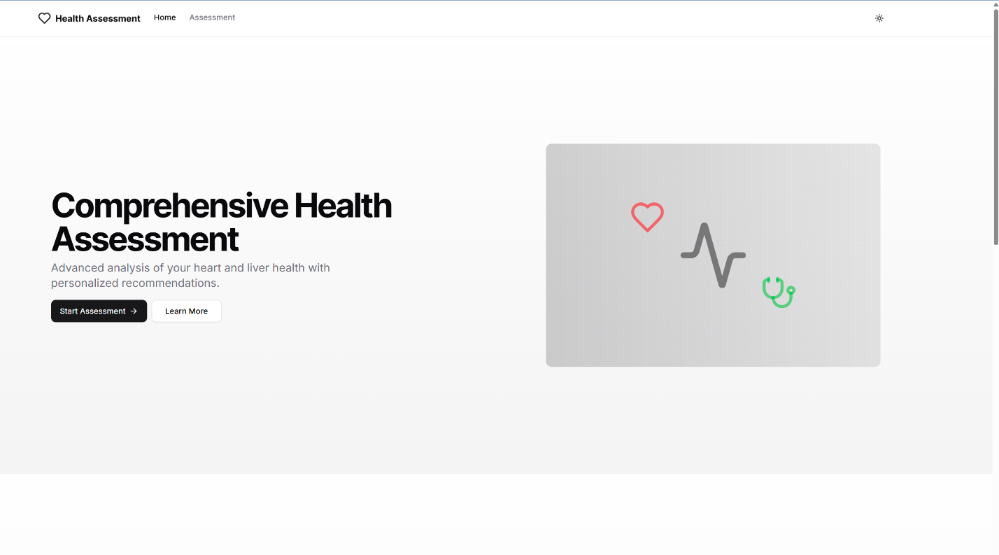 Health Assessment
Home
Assessment
Comprehensive Health
Assessment
Advanced analysis of your heart and liver health with
personalized recommendations.
Start Assessment
Learn More